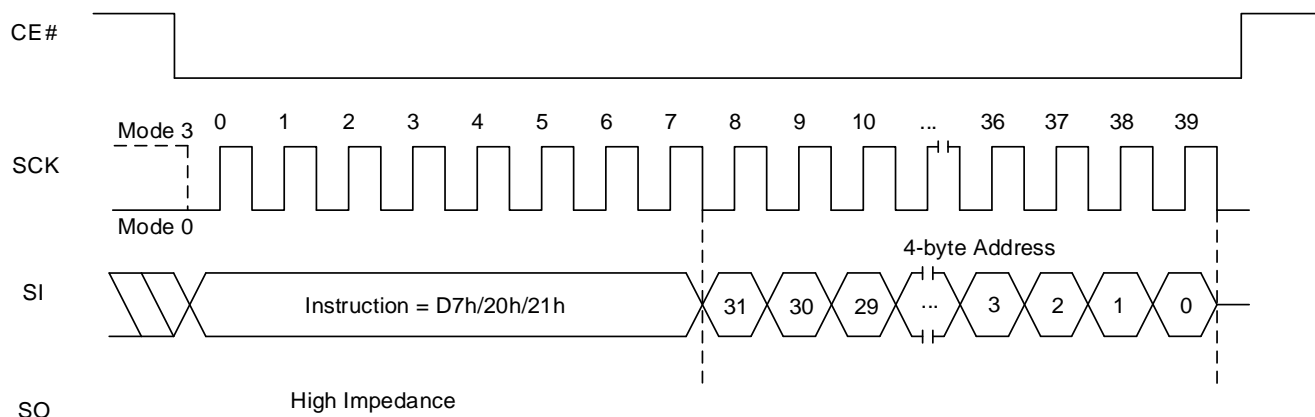 CE#
Mode 3
0 1 2 3 4 5 6 7 8 9 10 ... 36 37 38 39
SCK
Mode 0
4-byte Address
SI
Instruction = D7h/20h/21h
31 30 29 ... 3 2 1 0
High Impedance
SO